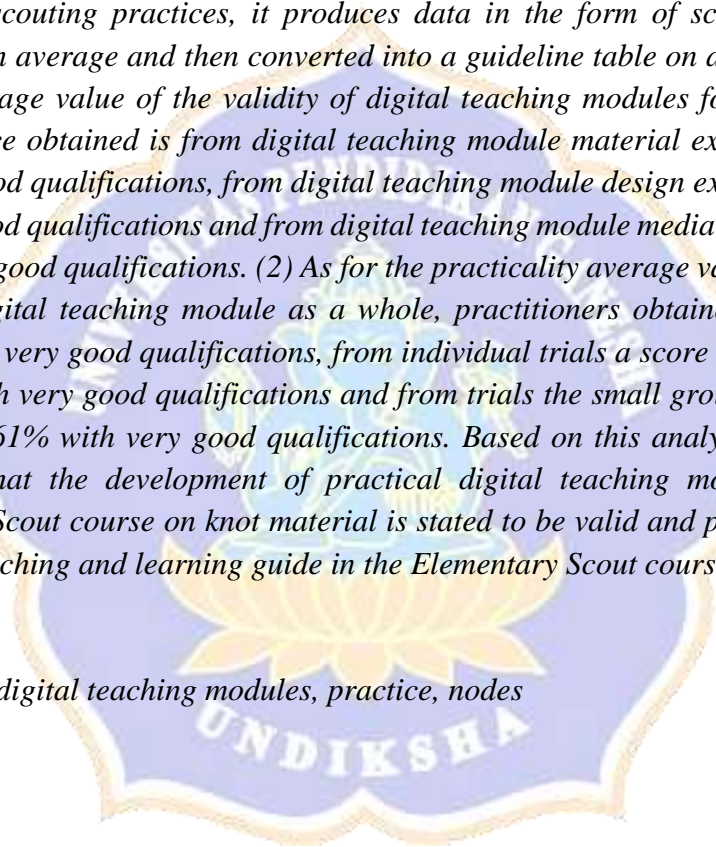 scouting practices, it produces data in the form of sc
average and then converted into a guideline table on
age value of the validity of digital teaching modules fo
ce obtained is from digital teaching module material ex
od qualifications, from digital teaching module design ex
od qualifications and from digital teaching module media
good qualifications. (2) As for the practicality average va
gital teaching module as a whole, practitioners obtain
very good qualifications, from individual trials a score
h very good qualifications and from trials the small gro
61% with very good qualifications. Based on this analy
hat the development of practical digital teaching mo
Scout course on knot material is stated to be valid and p
ching and learning guide in the Elementary Scout cours
digital teaching modules, practice, nodes
UNIVERSITAS PENDIDIKAN GANESHA
UNDIKSHA